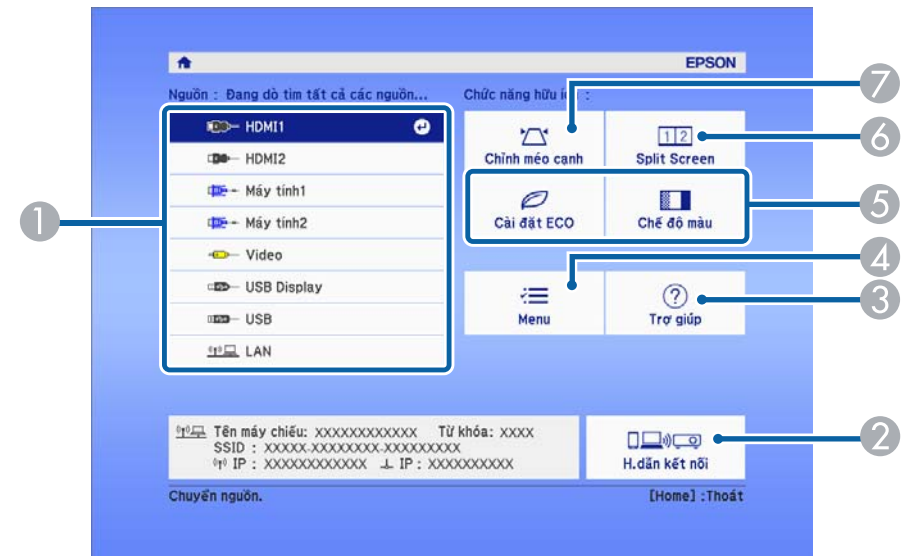 EPSON
Nguồn : Đang dò tìm tất cả các nguồn...
Chức năng hữu :
HDMI1
HDMI2
Máy tính1
Máy tính2
Video
USB Display
USB
LAN
Chỉnh méo cạnh
1 2
Split Screen
Cài đặt ECO
Chế độ màu
Menu
?
Trợ giúp
Tên máy chiếu: XXXXXXXXXXXX Từ khóa: XXXX
SSID : XXXXX-XXXXXXXX-XXXXXXXXX
IP : XXXXXXXXXXXX IP : XXXXXXXXXX
H.dẫn kết nối
Chuyển nguồn.
[Home] :Thoát
1
7
6
5
4
3
2